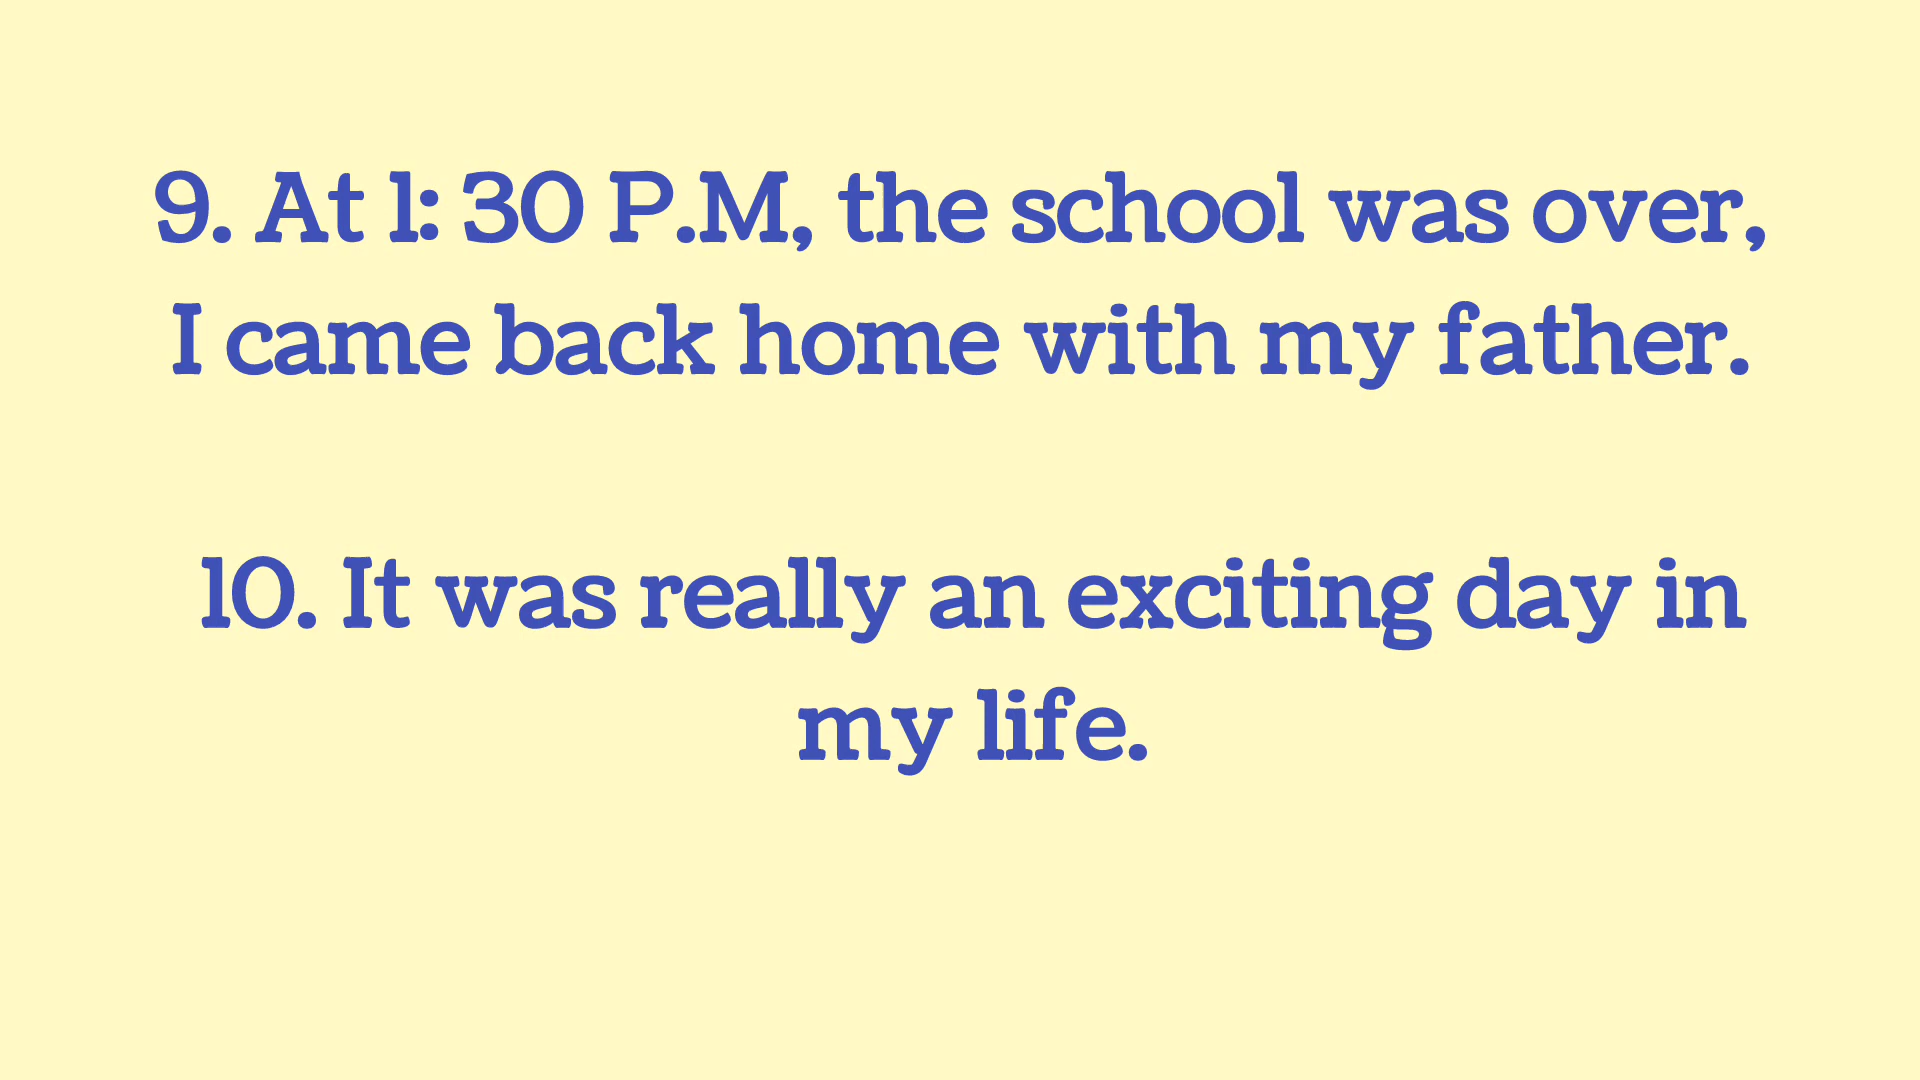 9. At 1: 30 P.M, the school was over,
I came back home with my father.
10. It was really an exciting day in
my life.